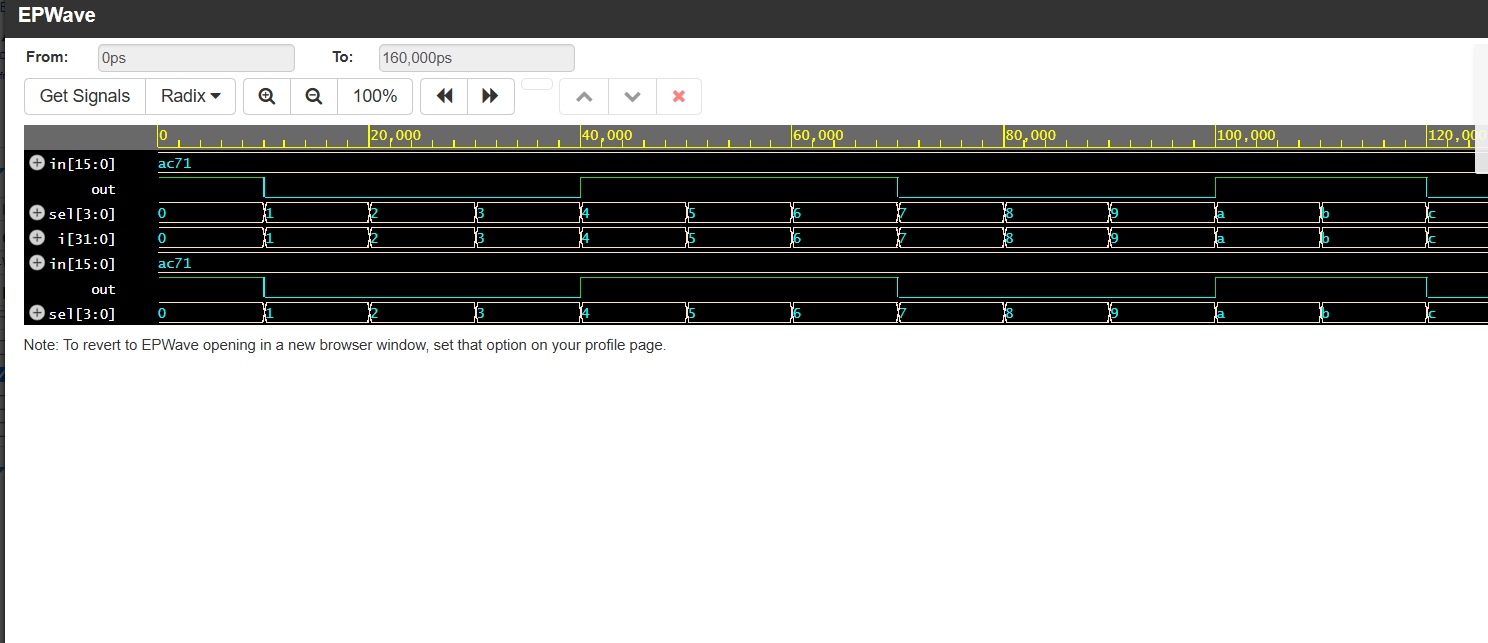 EPWave
From: 0ps To: 160,000ps
Get Signals Radix 100%
0 20,000 40,000 60,000 80,000 100,000 120,000
in[15:0] ac71
out
sel[3:0] 0 1 2 3 4 5 6 7 8 9 a b c
i[31:0] 0 1 2 3 4 5 6 7 8 9 a b c
in[15:0] ac71
out
sel[3:0] 0 1 2 3 4 5 6 7 8 9 a b c
Note: To revert to EPWave opening in a new browser window, set that option on your profile page.